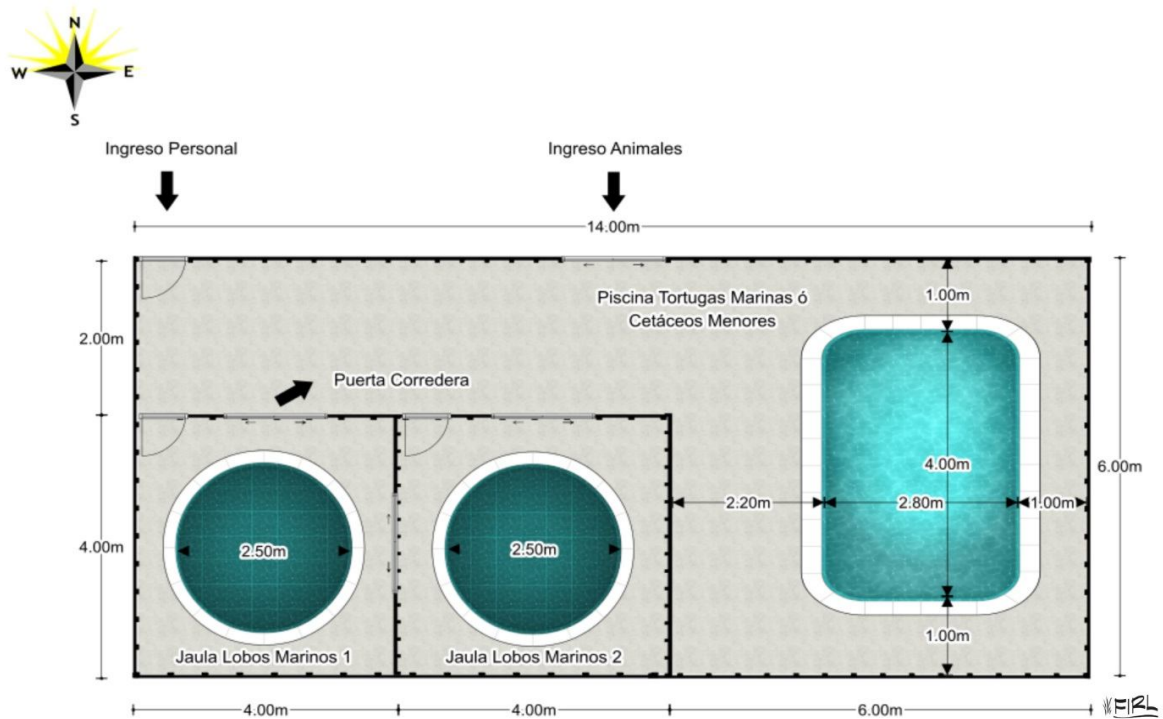 N
W E
S
Ingreso Personal
Ingreso Animales
14.00m
Piscina Tortugas Marinas ó
Cetáceos Menores
1.00m
2.00m
Puerta Corredera
4.00m
6.00m
2.20m
2.80m
1.00m
4.00m
2.50m
2.50m
1.00m
Jaula Lobos Marinos 1
Jaula Lobos Marinos 2
4.00m
4.00m
6.00m
FIRL